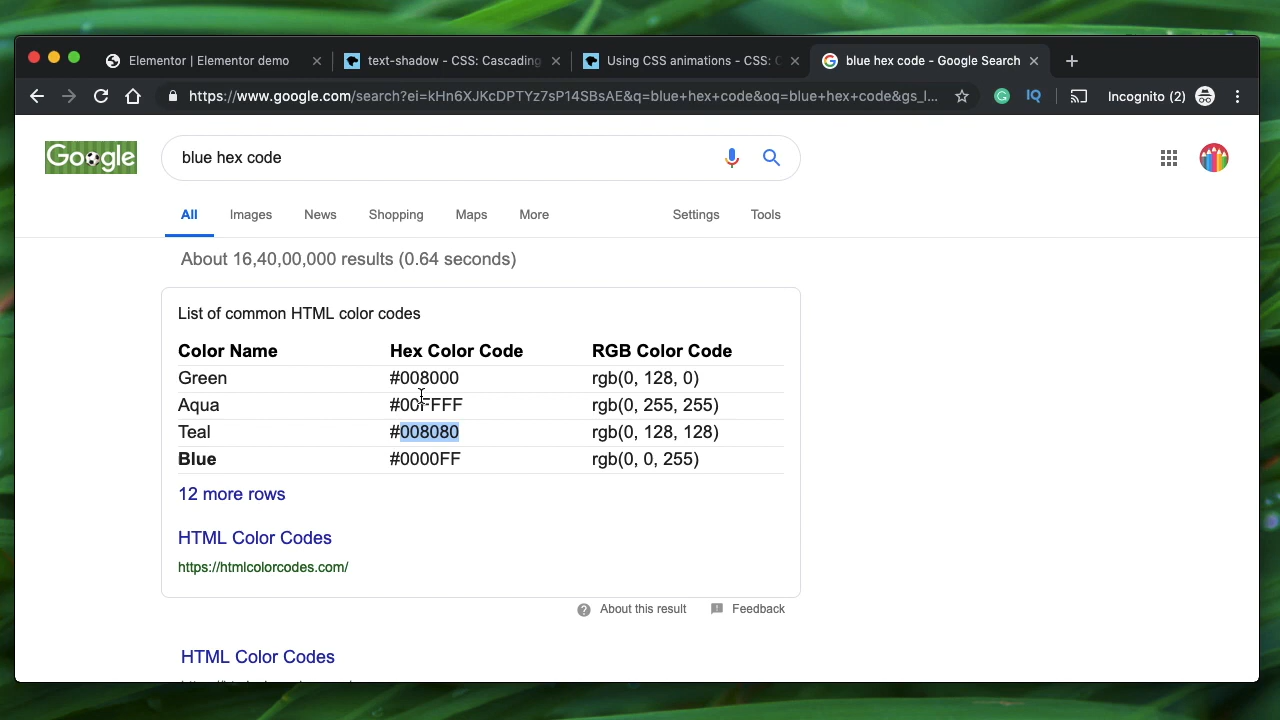 Elementor | Elementor demo
text-shadow - CSS: Cascading
Using CSS animations - CSS: C
blue hex code - Google Search
https://www.google.com/search?ei=kHn6XJKcDPTYz7sP14SBsAE&q=blue+hex+code&oq=blue+hex+code&gs_l...
IQ
Incognito (2)
Google
blue hex code
All Images News Shopping Maps More Settings Tools
About 16,40,00,000 results (0.64 seconds)
List of common HTML color codes
Color Name Hex Color Code RGB Color Code
Green #008000 rgb(0, 128, 0)
Aqua #00FFFF rgb(0, 255, 255)
Teal #008080 rgb(0, 128, 128)
Blue #0000FF rgb(0, 0, 255)
12 more rows
HTML Color Codes
https://htmlcolorcodes.com/
About this result Feedback
HTML Color Codes